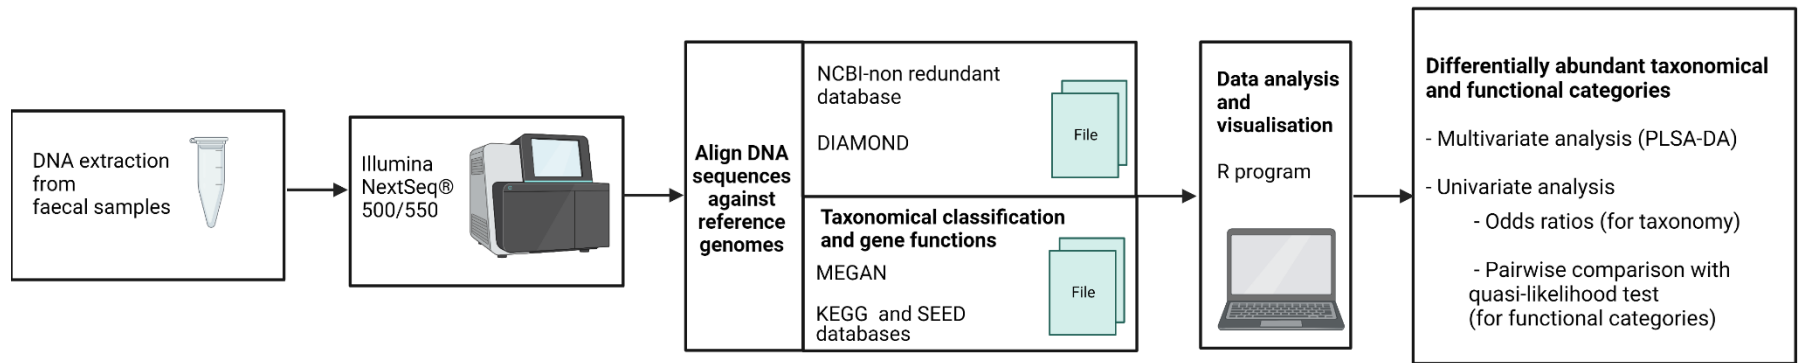 DNA extraction
from
faecal samples
Illumina
NextSeq®
500/550
Align DNA
sequences
against
reference
genomes
NCBI-non redundant
database
DIAMOND
File
Taxonomical classification
and gene functions
MEGAN
KEGG and SEED
databases
File
Data analysis
and
visualisation
R program
Differentially abundant taxonomical
and functional categories
- Multivariate analysis (PLSA-DA)
- Univariate analysis
- Odds ratios (for taxonomy)
- Pairwise comparison with
quasi-likelihood test
(for functional categories)